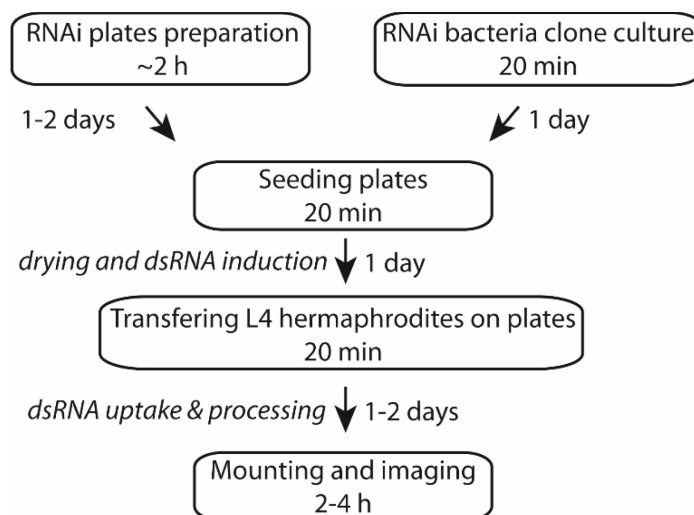 RNAi plates preparation
~2 h
RNAi bacteria clone culture
20 min
1-2 days
1 day
Seeding plates
20 min
drying and dsRNA induction
1 day
Transfering L4 hermaphrodites on plates
20 min
dsRNA uptake & processing
1-2 days
Mounting and imaging
2-4 h